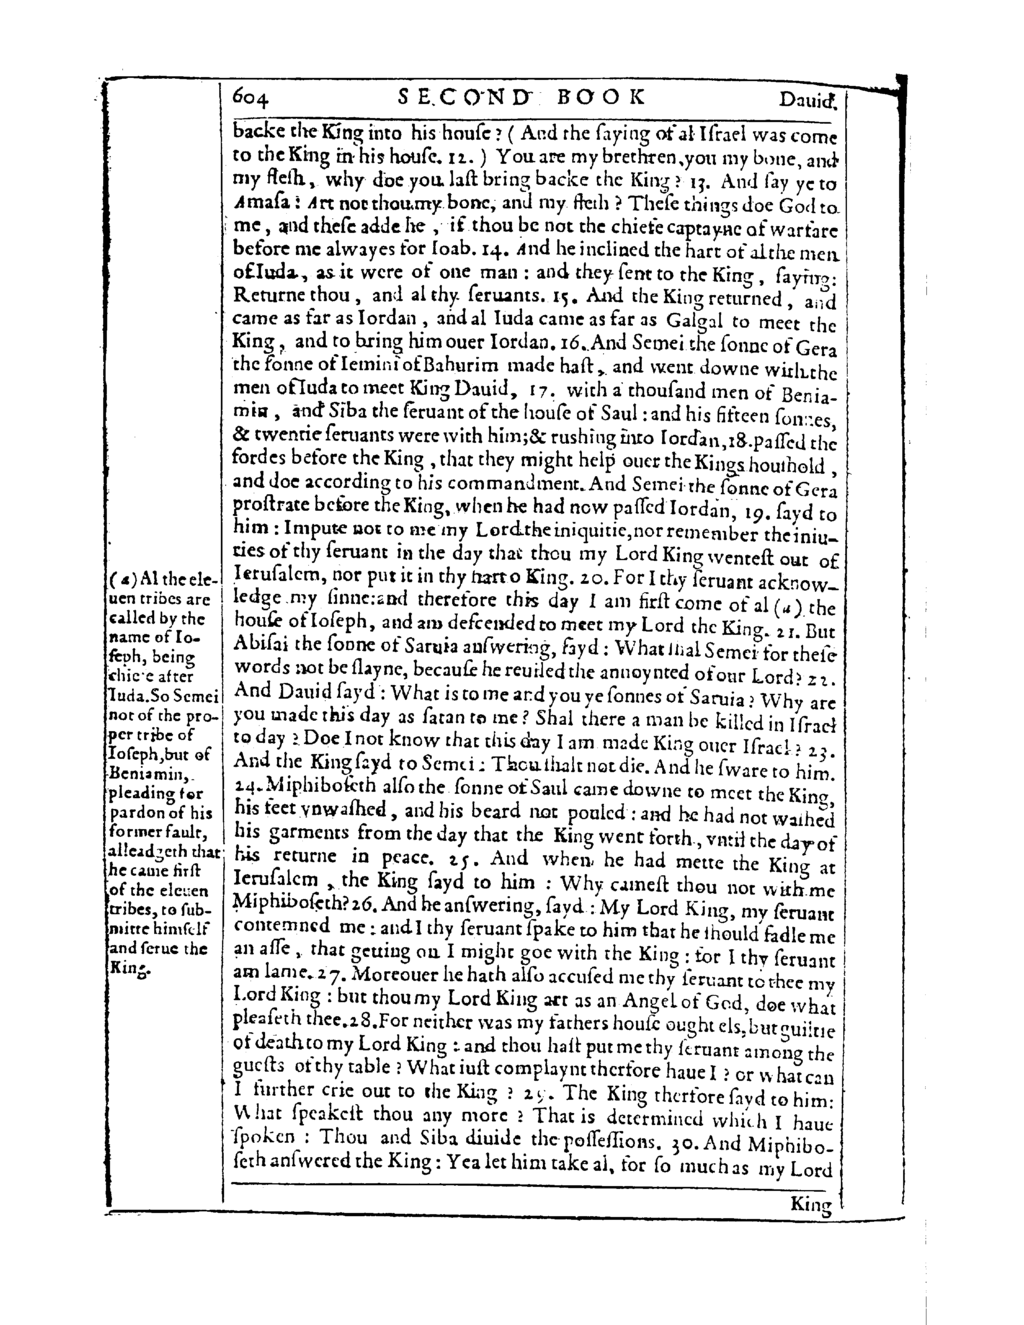 604 SECOND BOOK Dauid.
backe the King into his houſe? (And the ſaying of al Iſrael was come
to the King in his houſe. 12.) You are my brethren, you my bone, and
my fleſh, why doe you laſt bring backe the King? 13. And ſay ye to
Amaſa: Art not thou my bone, and my fleſh? Theſe things doe God to
me, and theſe adde he, if thou be not the chiefe captayne of warfare
before me alwayes for Ioab. 14. And he inclined the hart of al the men
of Iuda, as it were of one man: and they ſent to the King, ſaying:
Returne thou, and al thy ſeruants. 15. And the King returned, and
came as far as Iordan, and al Iuda came as far as Galgal to meet the
King, and to bring him ouer Iordan. 16. And Semei the ſonne of Gera
the ſonne of Iemini of Bahurim made haſt, and went downe with the
men of Iuda to meet King Dauid, 17. with a thouſand men of Benia-
min, and Siba the ſeruant of the houſe of Saul: and his fifteen ſonnes,
& twentie ſeruants were with him; & ruſhing into Iordan, 18. paſſed the
fordes before the King, that they might help ouer the Kings houſhold,
and doe according to his commandment. And Semei the ſonne of Gera
proſtrate before the King, when he had now paſſed Iordan, 19. ſayd to
him: Impute not to me my Lord the iniquitie, nor remember the iniu-
ries of thy ſeruant in the day that thou my Lord King wenteſt out of
Ieruſalem, nor put it in thy hart o King. 20. For I thy ſeruant acknow-
ledge my ſinne: and therefore this day I am firſt come of al (a) the
houſe of Ioſeph, and am deſcended to meet my Lord the King. 21. But
Abiſai the ſonne of Saruia anſwering, ſayd: What ſhal Semei for theſe
words not be ſlayne, becauſe he reuiled the annoynted of our Lord? 22.
And Dauid ſayd: What is to me and you ye ſonnes of Saruia? Why are
you made this day as ſatan to me? Shal there a man be killed in Iſrael
to day? Doe I not know that this day I am made King ouer Iſrael? 23.
And the King ſayd to Semei: Thou ſhalt not die. And he ſware to him.
24. Miphiboſeth alſo the ſonne of Saul came downe to meet the King,
his feet vnwaſhed, and his beard not pouled: and he had not waſhed
his garments from the day that the King went forth, vntil the day of
his returne in peace. 25. And when he had mette the King at
Ieruſalem, the King ſayd to him: Why cameſt thou not with me
Miphiboſeth? 26. And he anſwering, ſayd: My Lord King, my ſeruant
contemned me: and I thy ſeruant ſpake to him that he ſhould ſadle me
an aſſe, that getting on I might goe with the King: for I thy ſeruant
am lame. 27. Moreouer he hath alſo accuſed me thy ſeruant to thee my
Lord King: but thou my Lord King art as an Angel of God, doe what
pleaſeth thee. 28. For neither was my fathers houſe ought els, but guiltie
of death to my Lord King: and thou haſt put me thy ſeruant among the
gueſts of thy table? What iuſt complaynt therfore haue I? or what can
I further crie out to the King? 29. The King therfore ſayd to him:
What ſpeakeſt thou any more? That is determined which I haue
ſpoken: Thou and Siba diuide the poſſeſſions. 30. And Miphibo-
ſeth anſwered the King: Yea let him take al, for ſo much as my Lord
King
(a) Al the ele-
uen tribes are
called by the
name of Io-
ſeph, being
chiefe after
Iuda. So Semei
not of the pro-
per tribe of
Ioſeph, but of
Beniamin,
pleading for
pardon of his
former fault,
alleadgeth that
he came firſt
of the eleuen
tribes, to ſub-
mitte himſelf
and ſerue the
King.